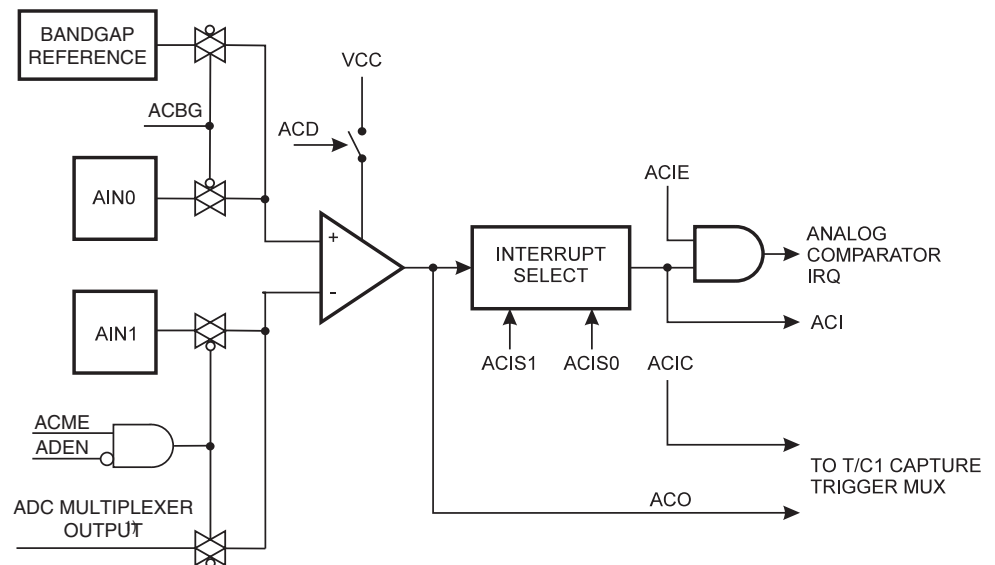 BANDGAP
REFERENCE
VCC
ACBG
ACD
AIN0
ACIE
+
INTERRUPT
SELECT
ANALOG
COMPARATOR
IRQ
-
AIN1
ACI
ACIS1
ACIS0
ACIC
ACME
ADEN
TO T/C1 CAPTURE
TRIGGER MUX
ADC MULTIPLEXER
OUTPUT
1)
ACO